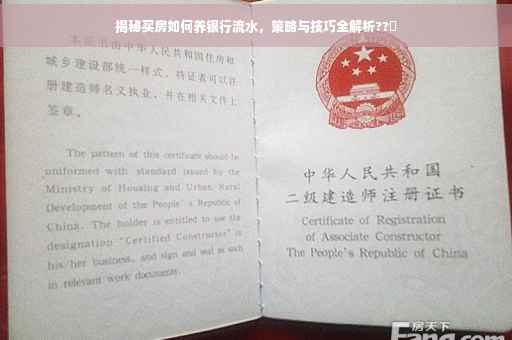 揭秘买房如何养银行流水，策略与技巧全解析??
本证书由中华人民共和国住房和
城乡建设部统一样式，持证表可以注
册建造师名义执业，并在相关文件上
签章。
The pattern of this certificate should be
uniformed with standard issued by the
Ministry of Housing and Urban Rural
Development of the People's Republic of
China. The holder is entitled to use the
designation "Certified Constructor" in
his/her business, and sign and seal as such
in relevant work documents.
中华人民共和国
二级建造师注册证书
Certificate of Registration
of Associate Constructor
The People's Republic of China
房天下
Fang.com